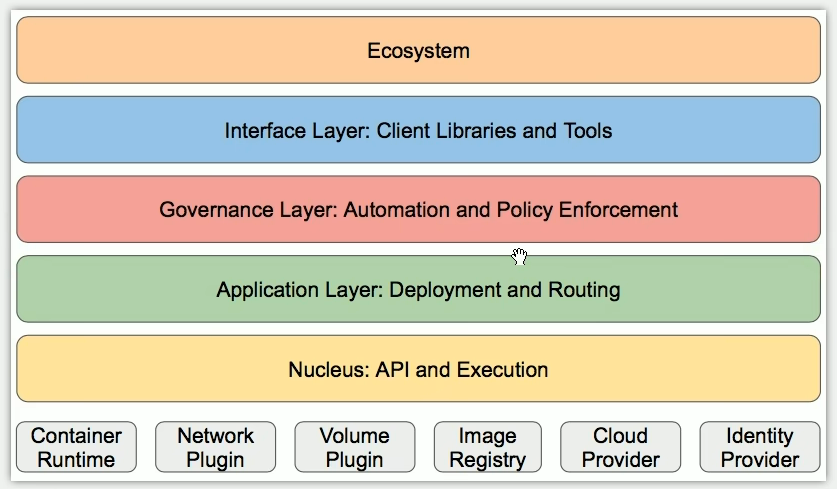 Ecosystem
Interface Layer: Client Libraries and Tools
Governance Layer: Automation and Policy Enforcement
Application Layer: Deployment and Routing
Nucleus: API and Execution
Container
Runtime
Network
Plugin
Volume
Plugin
Image
Registry
Cloud
Provider
Identity
Provider